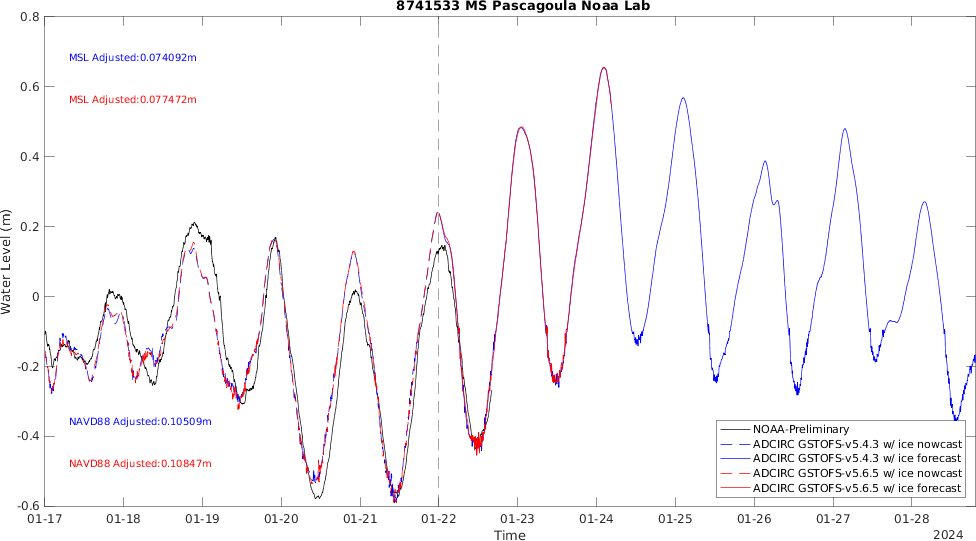 8741533 MS Pascagoula Noaa Lab
0.8
MSL Adjusted:0.074092m
0.6
MSL Adjusted:0.077472m
0.4
0.2
Water Level (m)
0
-0.2
NAVD88 Adjusted:0.10509m
-0.4
NAVD88 Adjusted:0.10847m
-0.6
NOAA-Preliminary
ADCIRC GSTOFS-v5.4.3 w/ ice nowcast
ADCIRC GSTOFS-v5.4.3 w/ ice forecast
ADCIRC GSTOFS-v5.6.5 w/ ice nowcast
ADCIRC GSTOFS-v5.6.5 w/ ice forecast
01-17 01-18 01-19 01-20 01-21 01-22 01-23 01-24 01-25 01-26 01-27 01-28
Time
2024